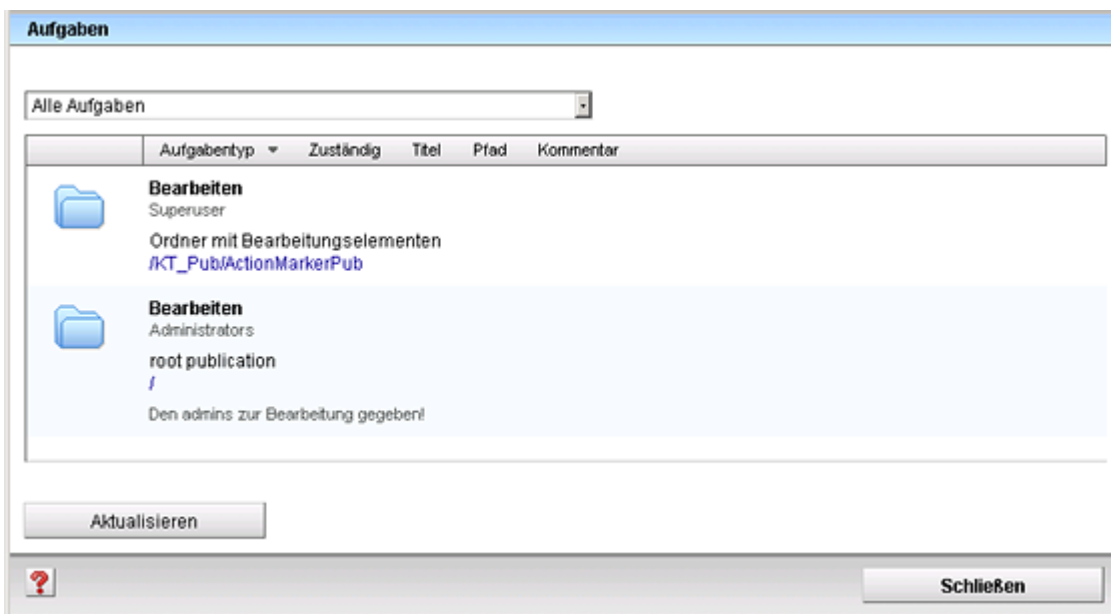 Aufgaben
Alle Aufgaben
Aufgabentyp Zuständig Titel Pfad Kommentar
Bearbeiten
Superuser
Ordner mit Bearbeitungselementen
/KT_Pub/ActionMarkerPub
Bearbeiten
Administrators
root publication
/
Den admins zur Bearbeitung gegeben!
Aktualisieren
? Schließen